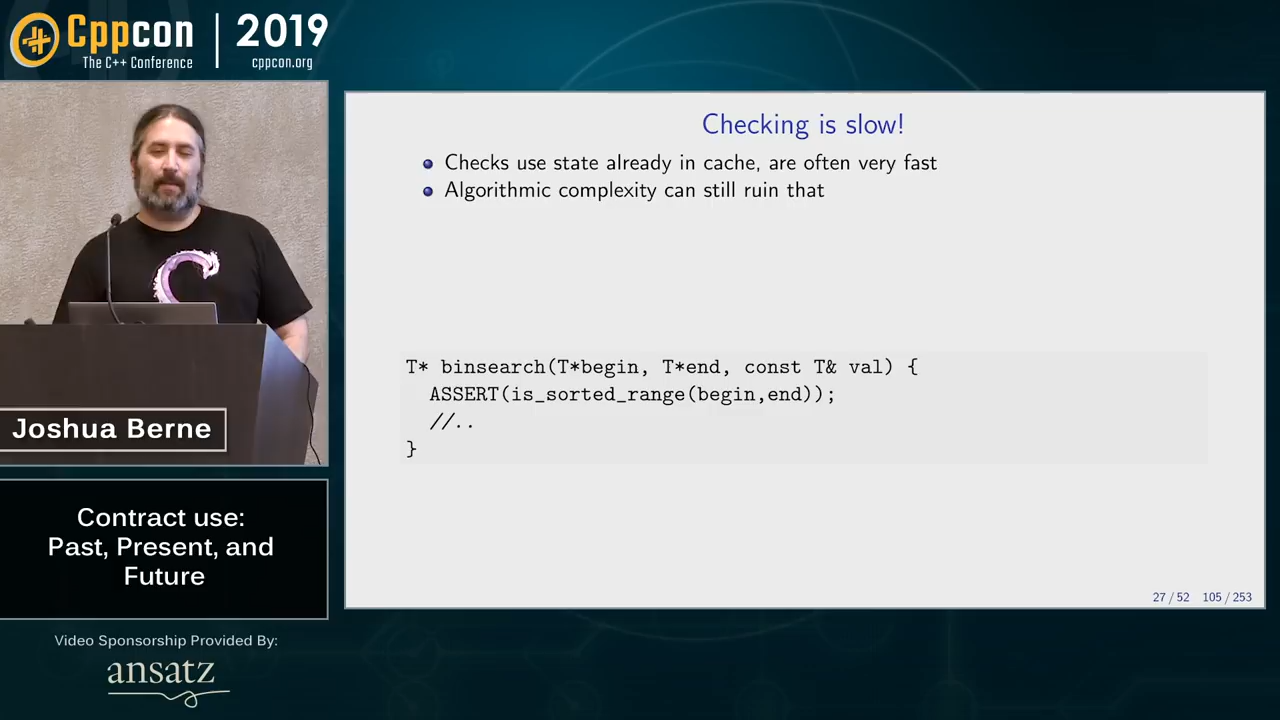 Cppcon
The C++ Conference
2019
cppcon.org
Checking is slow!
Checks use state already in cache, are often very fast
Algorithmic complexity can still ruin that
T* binsearch(T*begin, T*end, const T& val) {
ASSERT(is_sorted_range(begin,end));
//..
}
27 / 52 105 / 253
Joshua Berne
Contract use:
Past, Present, and
Future
Video Sponsorship Provided By:
ansatz